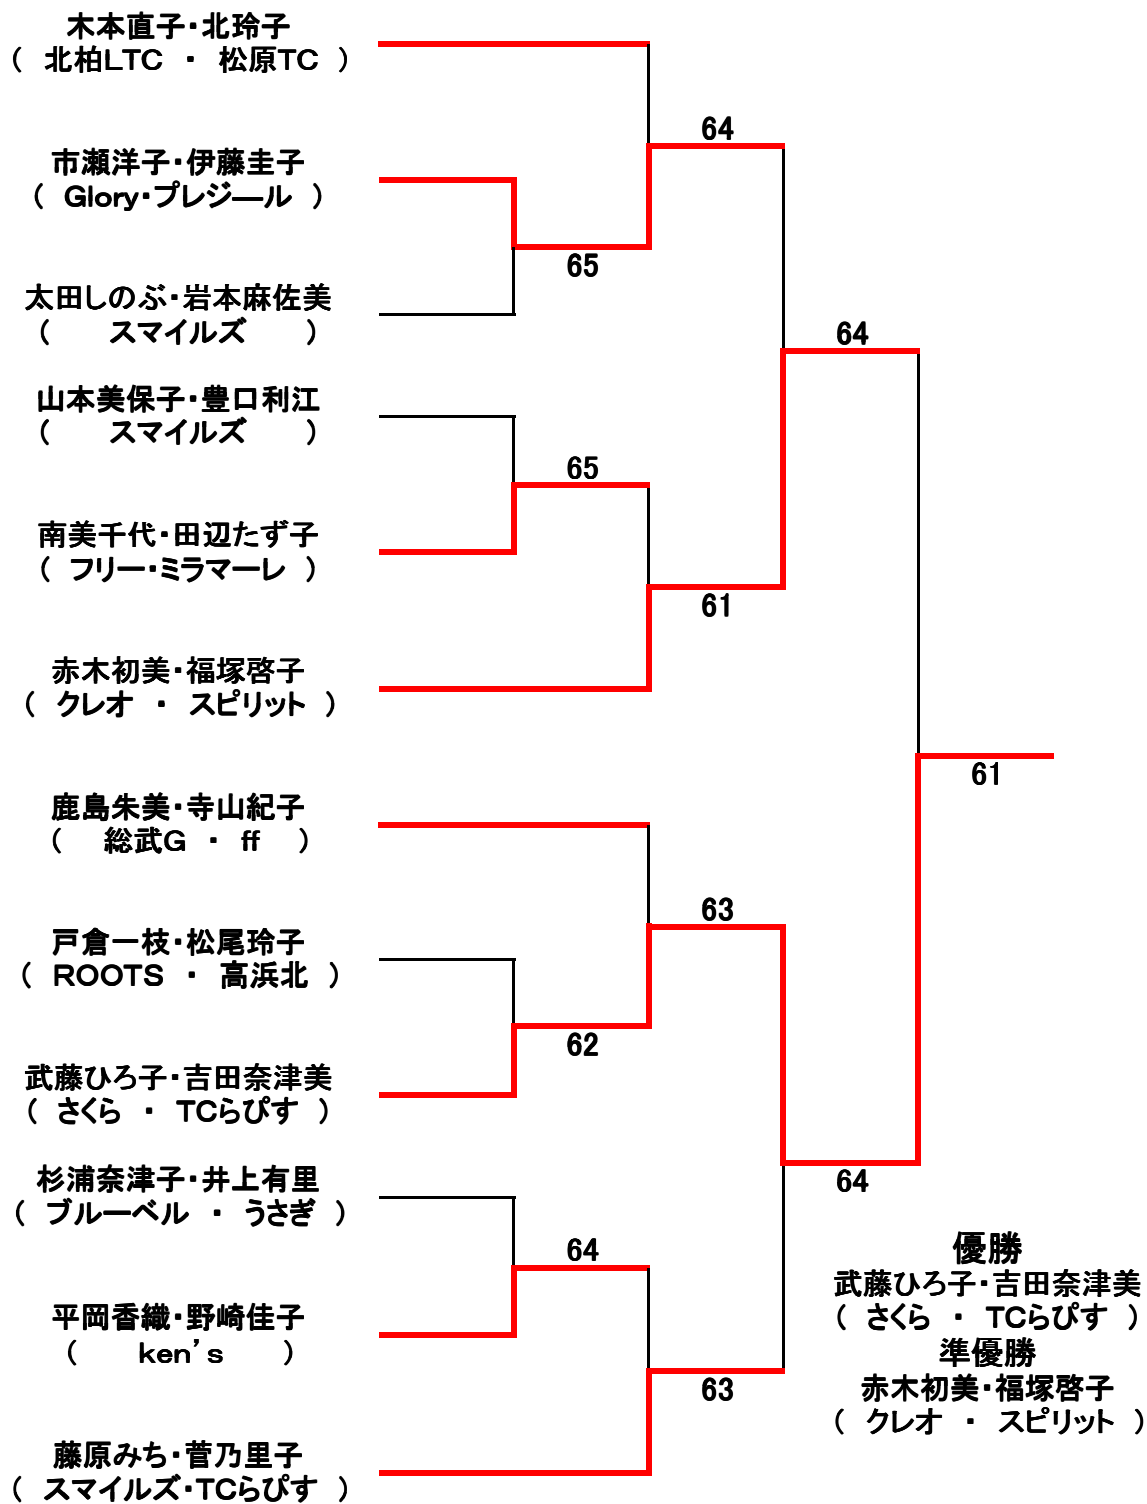 木本直子・北玲子
（　北柏LTC　・　松原TC　）
64
市瀬洋子・伊藤圭子
（　Glory・プレジ―ル　）
65
太田しのぶ・岩本麻佐美
（　　スマイルズ　　）
64
山本美保子・豊口利江
（　　スマイルズ　　）
65
南美千代・田辺たず子
（　フリー・ミラマーレ　）
61
赤木初美・福塚啓子
（　クレオ　・　スピリット　）
61
鹿島朱美・寺山紀子
（　総武G　・　ff　）
63
戸倉一枝・松尾玲子
（　ROOTS　・　高浜北　）
62
武藤ひろ子・吉田奈津美
（　さくら　・　TCらぴす　）
杉浦奈津子・井上有里
（　ブルーベル　・　うさぎ　）
64
64
平岡香織・野崎佳子
（　　ken’s　　）
63
藤原みち・菅乃里子
（　スマイルズ・TCらぴす　）
優勝
武藤ひろ子・吉田奈津美
（　さくら　・　TCらぴす　）
準優勝
赤木初美・福塚啓子
（　クレオ　・　スピリット　）